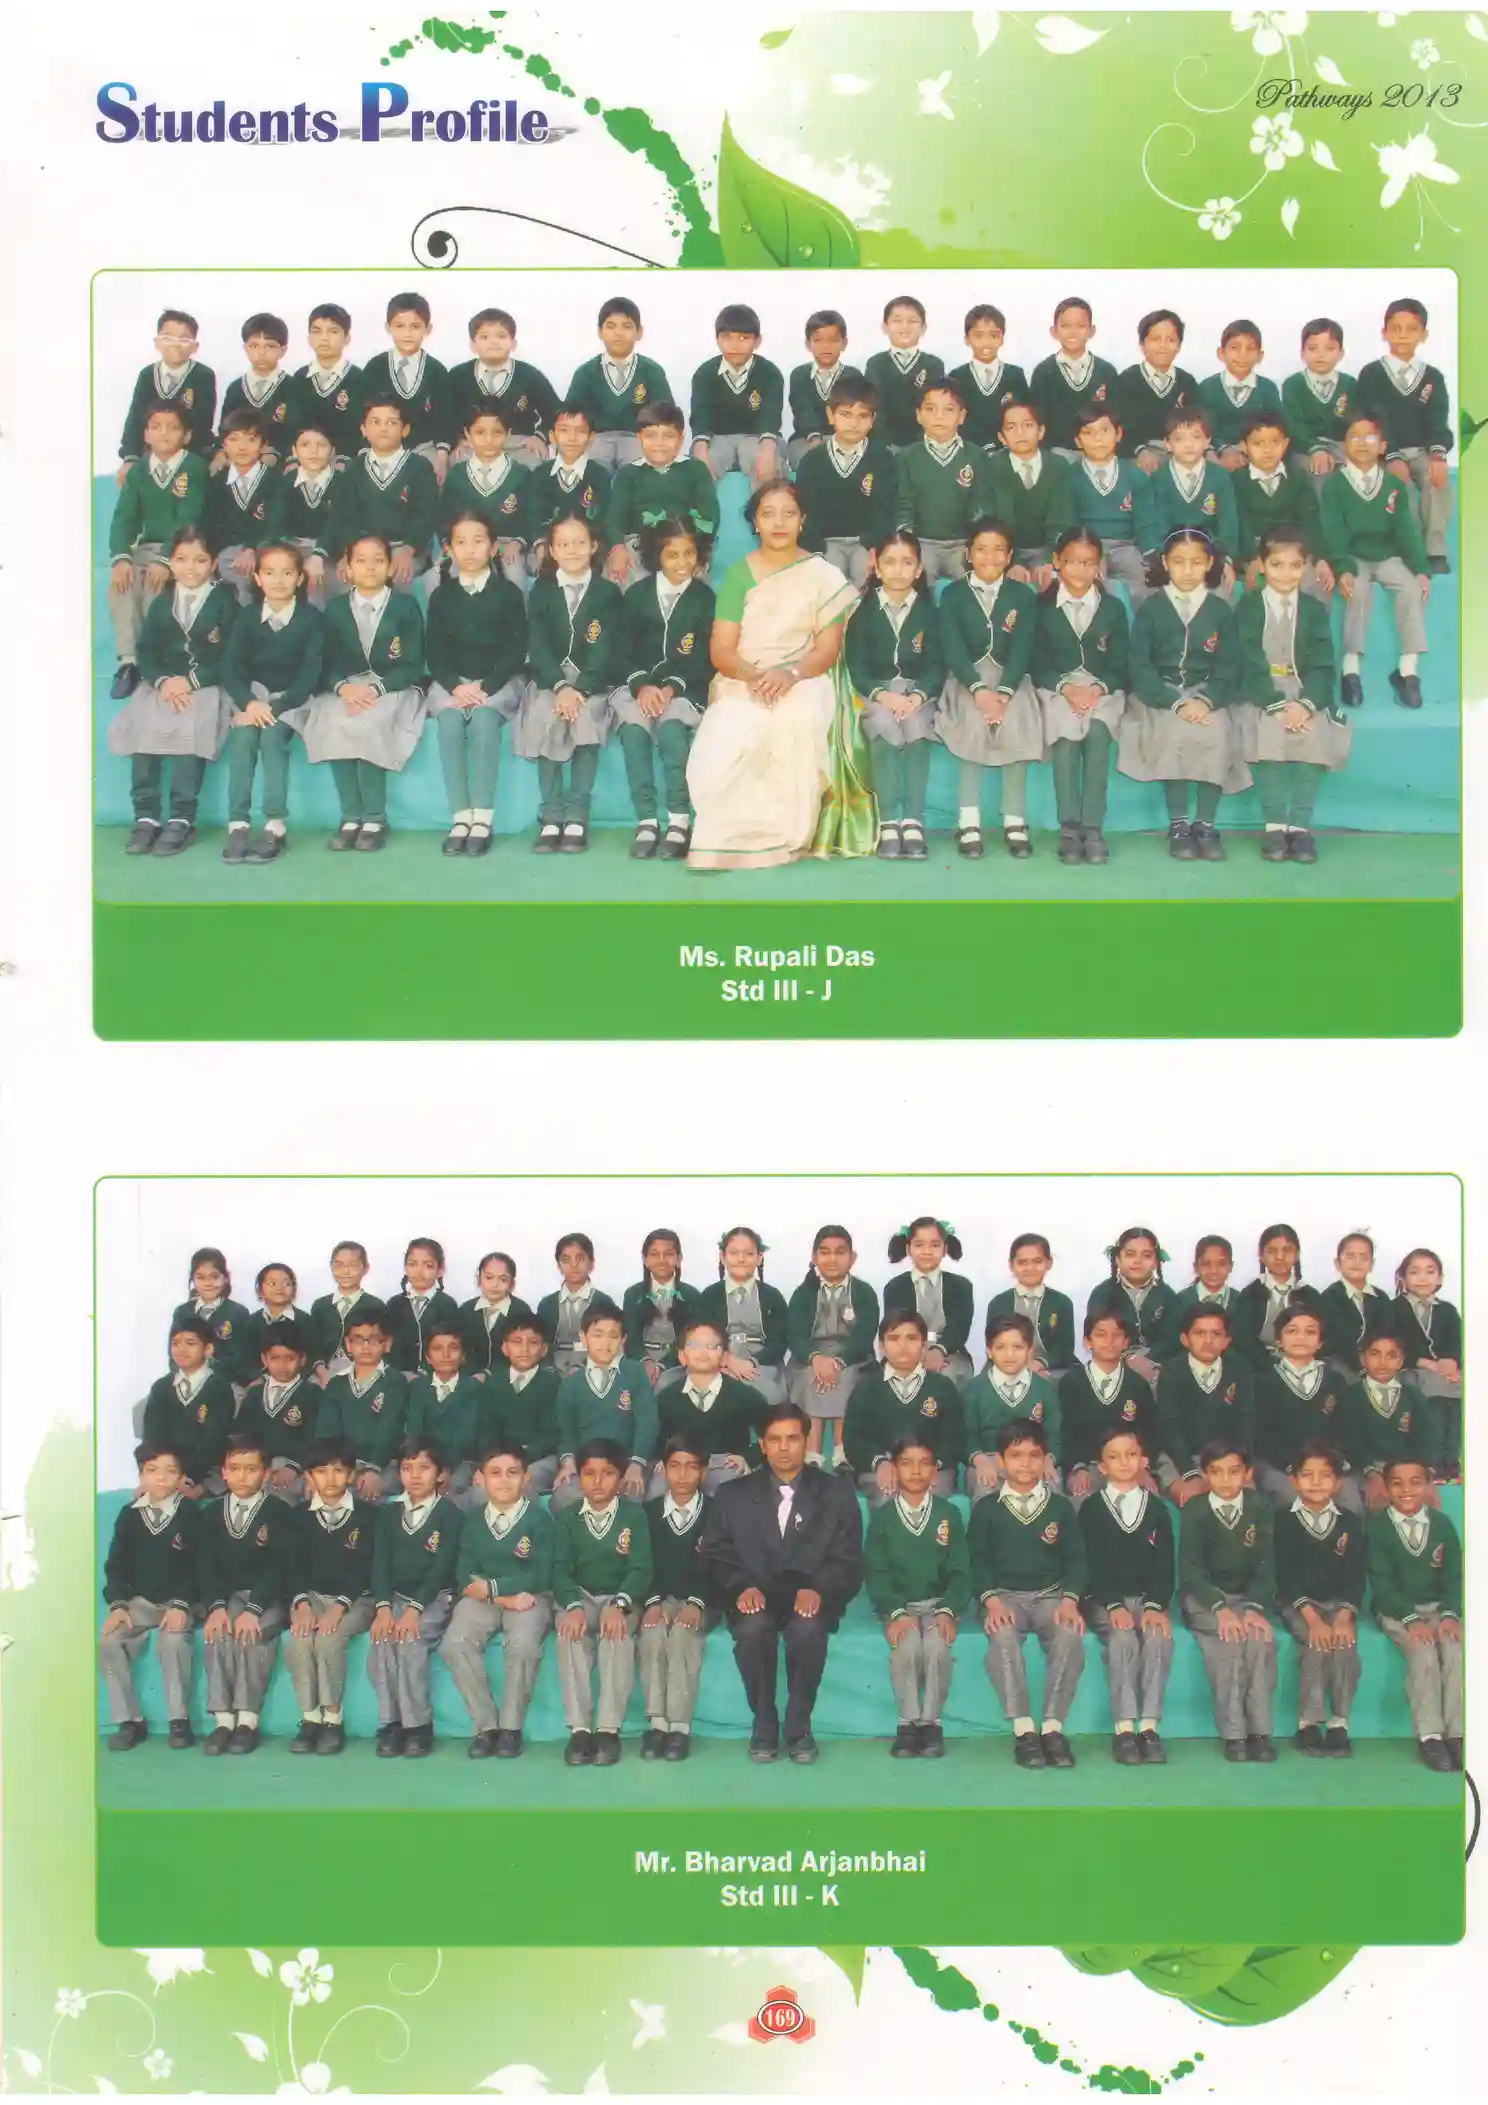 Students Profile
Pathways 2013
Ms. Rupali Das
Std III - J
Mr. Bharvad Arjanbhai
Std III - K
169